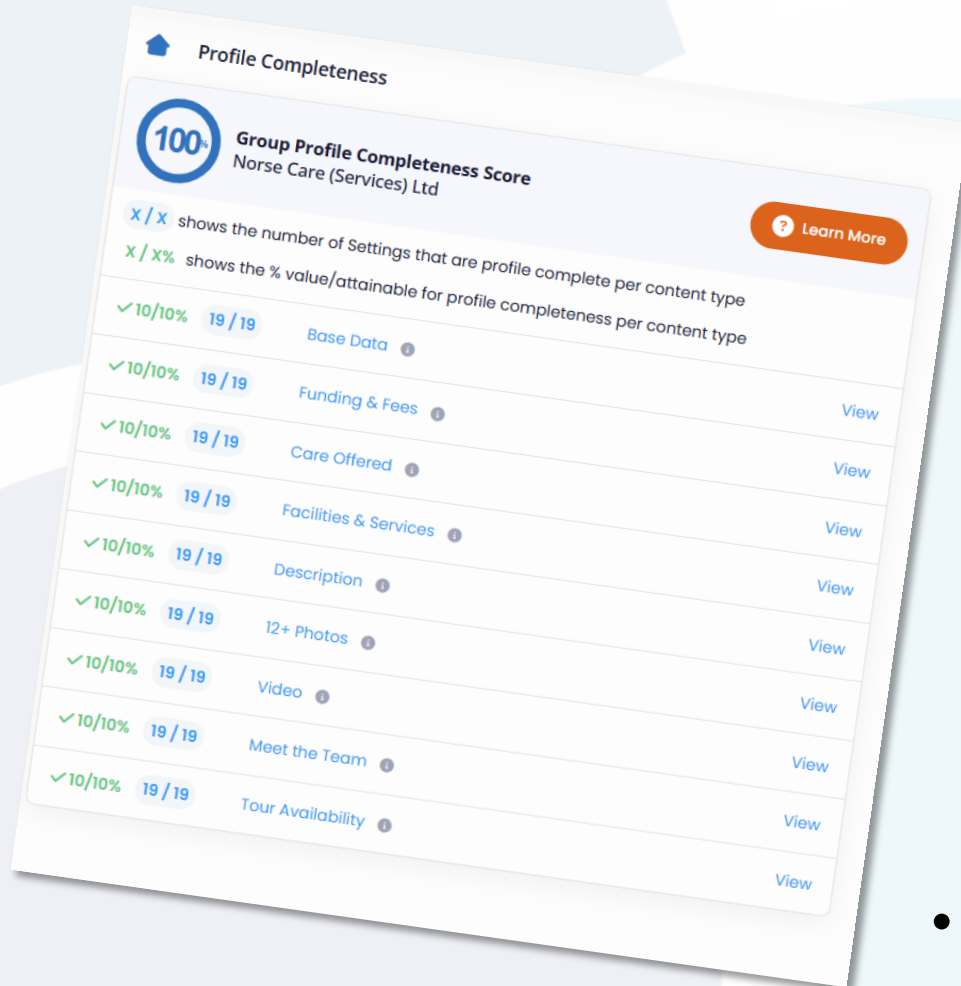 Profile Completeness
100%
Group Profile Completeness Score
Norse Care (Services) Ltd
? Learn More
X / X shows the number of Settings that are profile complete per content type
X / X% shows the % value/attainable for profile completeness per content type
10/10% 19 / 19 Base Data View
10/10% 19 / 19 Funding & Fees View
10/10% 19 / 19 Care Offered View
10/10% 19 / 19 Facilities & Services View
10/10% 19 / 19 Description View
10/10% 19 / 19 12+ Photos View
10/10% 19 / 19 Video View
10/10% 19 / 19 Meet the Team View
10/10% 19 / 19 Tour Availability View